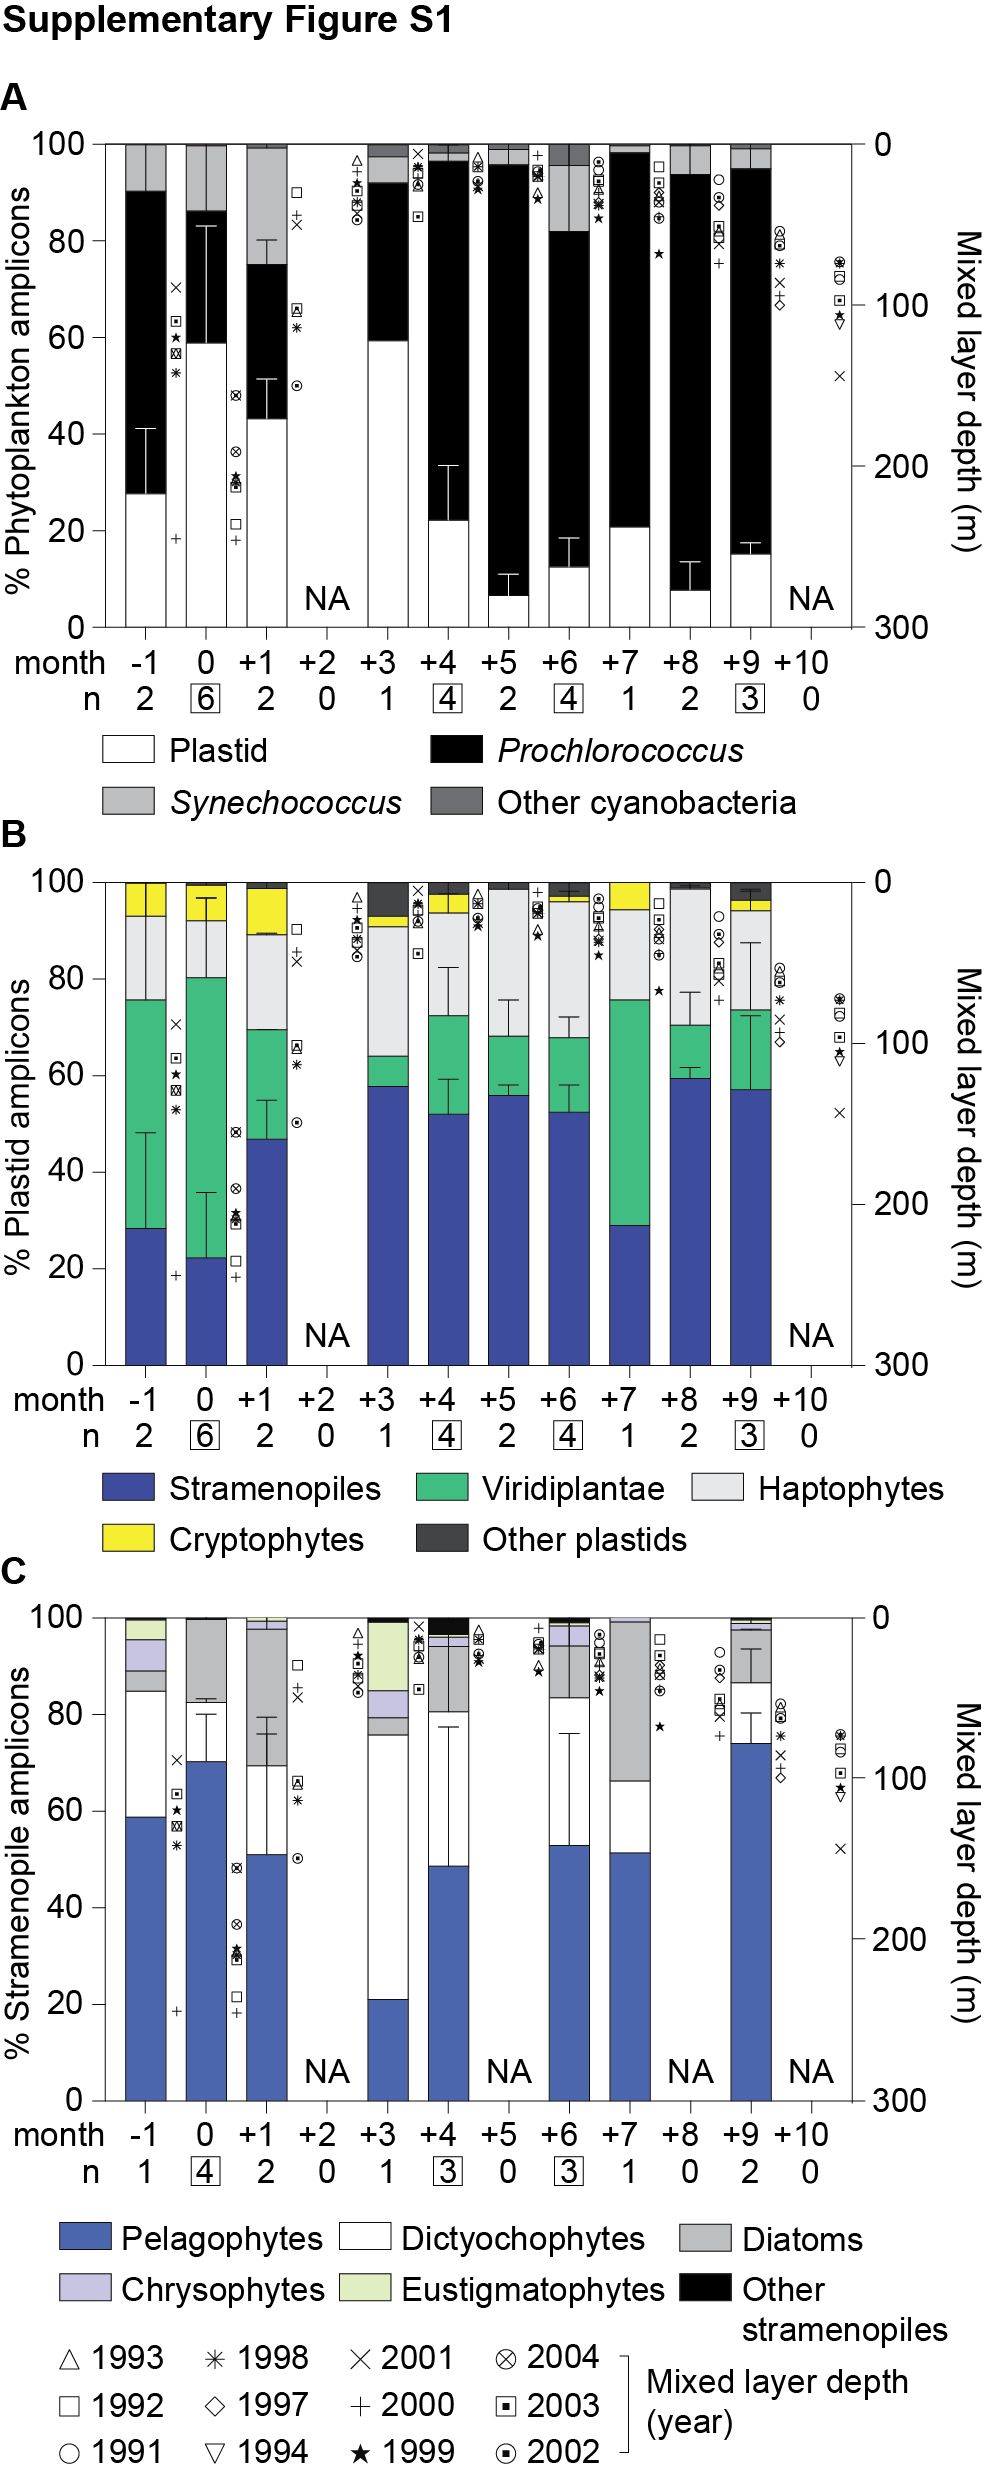 Supplementary Figure S1
A
100
80
60
40
20
0
% Phytoplankton amplicons
0
100
200
300
Mixed layer depth (m)
NA NA
month -1 0 +1 +2 +3 +4 +5 +6 +7 +8 +9 +10
n 2 6 2 0 1 4 2 4 1 2 3 0
Plastid Prochlorococcus
Synechococcus Other cyanobacteria
B
100
80
60
40
20
0
% Plastid amplicons
0
100
200
300
Mixed layer depth (m)
NA NA
month -1 0 +1 +2 +3 +4 +5 +6 +7 +8 +9 +10
n 2 6 2 0 1 4 2 4 1 2 3 0
Stramenopiles Viridiplantae Haptophytes
Cryptophytes Other plastids
C
100
80
60
40
20
0
% Stramenopile amplicons
0
100
200
300
Mixed layer depth (m)
NA NA NA NA
month -1 0 +1 +2 +3 +4 +5 +6 +7 +8 +9 +10
n 1 4 2 0 1 3 0 3 1 0 2 0
Pelagophytes Dictyochophytes Diatoms
Chrysophytes Eustigmatophytes Other
stramenopiles
1993 1998 2001 2004
1992 1997 2000 2003
1991 1994 1999 2002
Mixed layer depth
(year)